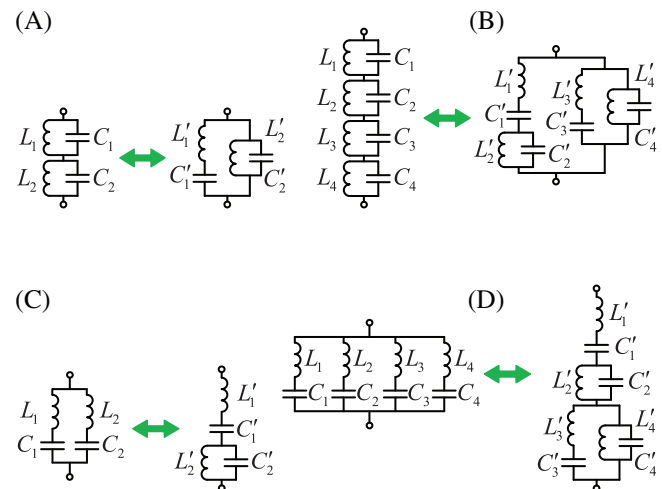 (A)
L₁ C₁
L₂ C₂
L′₁ L′₂
C′₁ C′₂
L₁ C₁
L₂ C₂
L₃ C₃
L₄ C₄
(B)
L′₁ L′₃ L′₄
C′₁ C′₃ C′₄
L′₂ C′₂
(C)
L₁ L₂
C₁ C₂
L′₁
C′₁
L′₂ C′₂
L₁ L₂ L₃ L₄
C₁ C₂ C₃ C₄
(D)
L′₁
C′₁
L′₂ C′₂
L′₃ L′₄
C′₃ C′₄